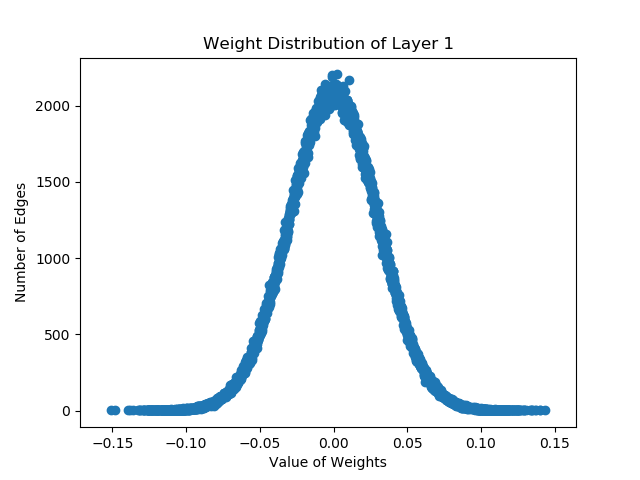 Weight Distribution of Layer 1
Number of Edges
2000
1500
1000
500
0
−0.15 −0.10 −0.05 0.00 0.05 0.10 0.15
Value of Weights